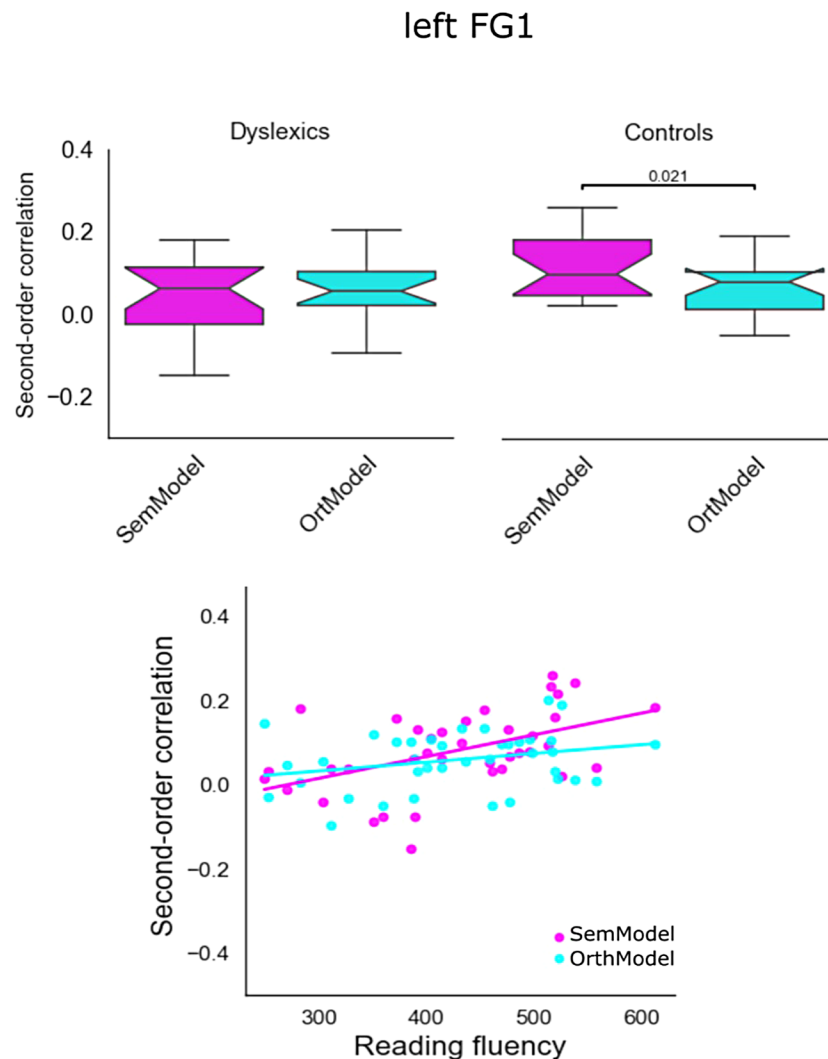 left FG1
Dyslexics Controls
0.4
0.2
0.0
−0.2
Second-order correlation
0.021
SemModel OrtModel SemModel OrtModel
0.4
0.2
0.0
−0.2
−0.4
Second-order correlation
SemModel
OrthModel
300 400 500 600
Reading fluency